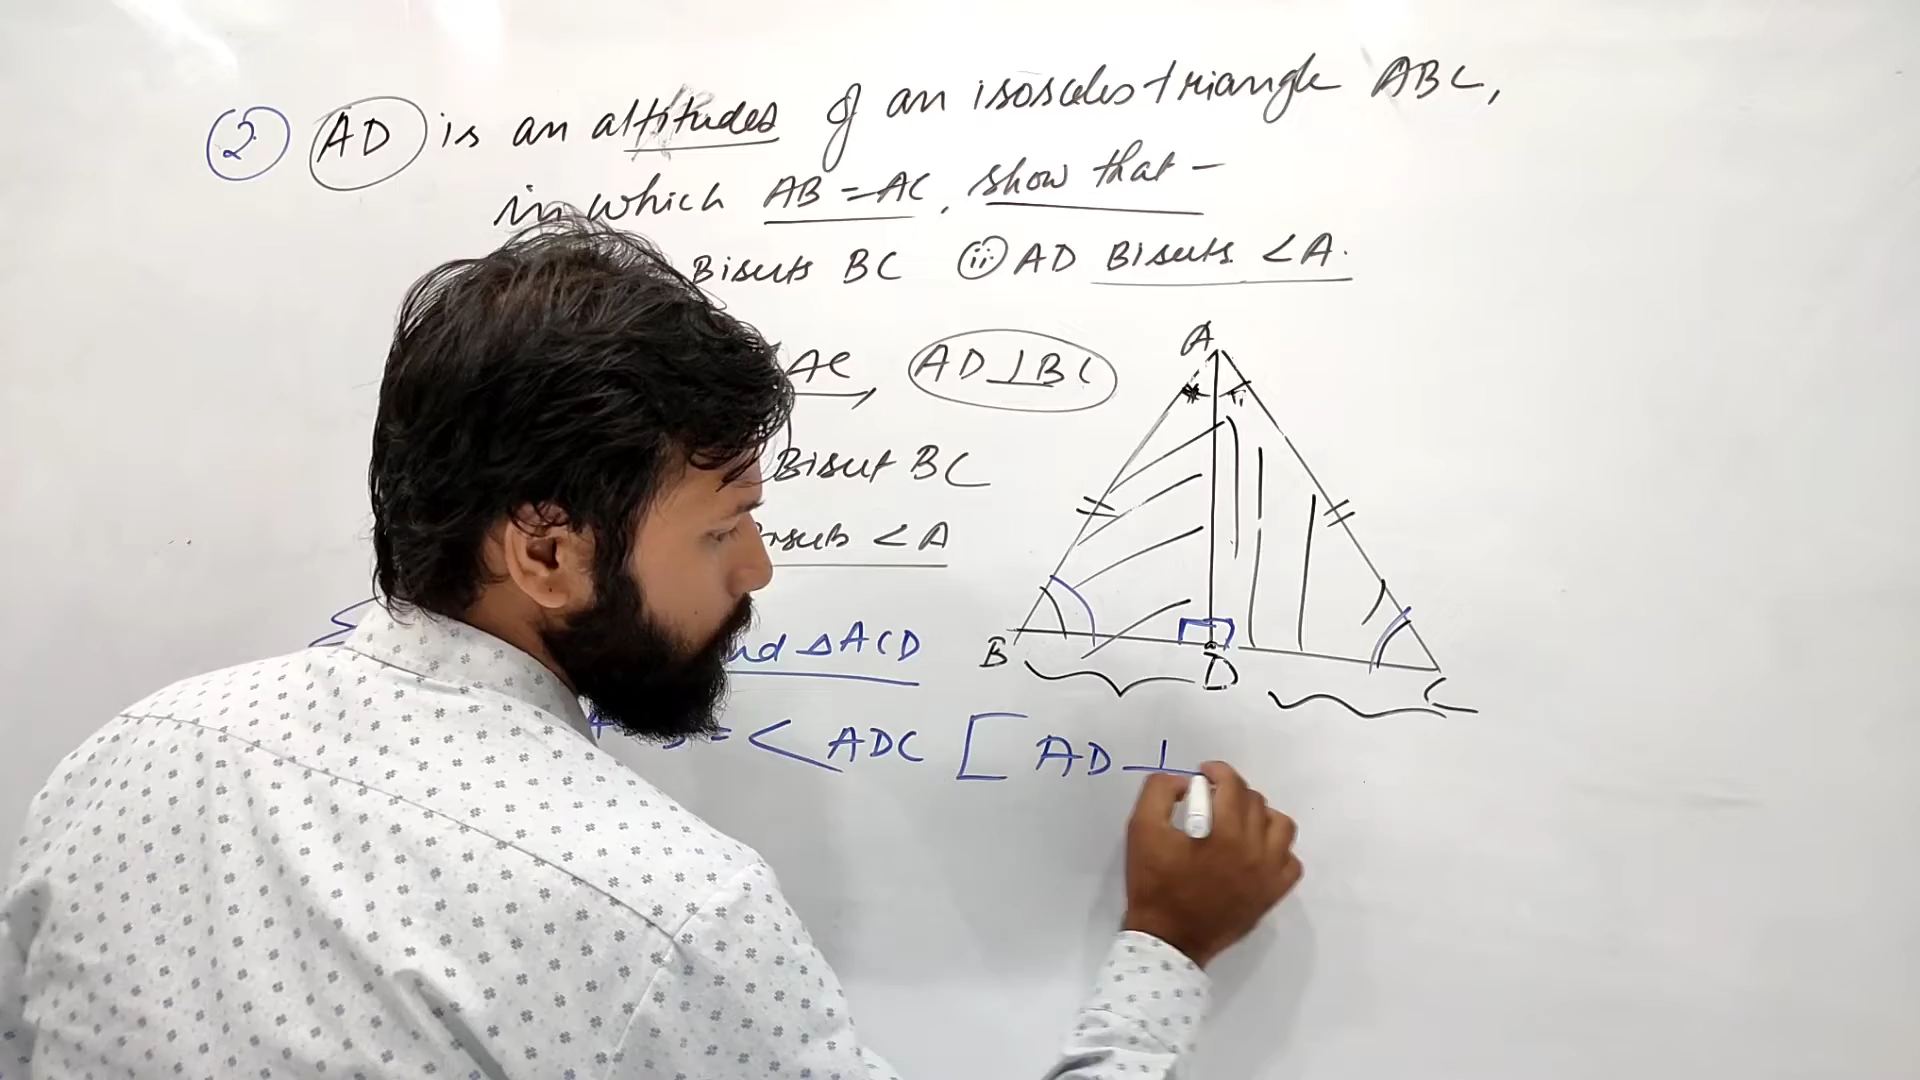 ② AD is an altitudes of an isosceles triangle ABC,
in which AB = AC, show that –
Bisects BC ⓘⓘ AD Bisects <A.
AC, AD⊥BC
Bisect BC
<A
and ΔACD
= <ADC [AD ⊥
A
B
D
C